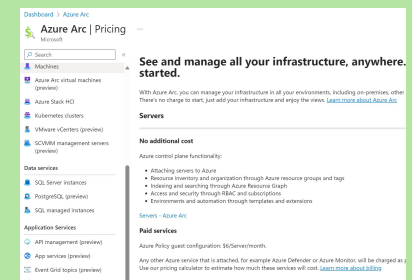 Dashboard > Azure Arc
Azure Arc | Pricing ...
Microsoft
Search
«
Machines
Azure Arc virtual machines
(preview)
Azure Stack HCI
Kubernetes clusters
VMware vCenters (preview)
SCVMM management servers
(preview)
Data services
SQL Server instances
PostgreSQL (preview)
SQL managed instances
Application Services
API management (preview)
App services (preview)
Event Grid topics (preview)
See and manage all your infrastructure, anywhere.
started.
With Azure Arc, you can manage your infrastructure in all your environments, including on-premises, other
There's no charge to start, just add your infrastructure and enjoy the views. Learn more about Azure Arc
Servers
No additional cost
Azure control plane functionality:
• Attaching servers to Azure
• Resource inventory and organization through Azure resource groups and tags
• Indexing and searching through Azure Resource Graph
• Access and security through RBAC and subscriptions
• Environments and automation through templates and extensions
Servers - Azure Arc
Paid services
Azure Policy guest configuration: $6/Server/month.
Any other Azure service that is attached, for example Azure Defender or Azure Monitor, will be charged as
Use our pricing calculator to estimate how much these services will cost. Learn more about billing